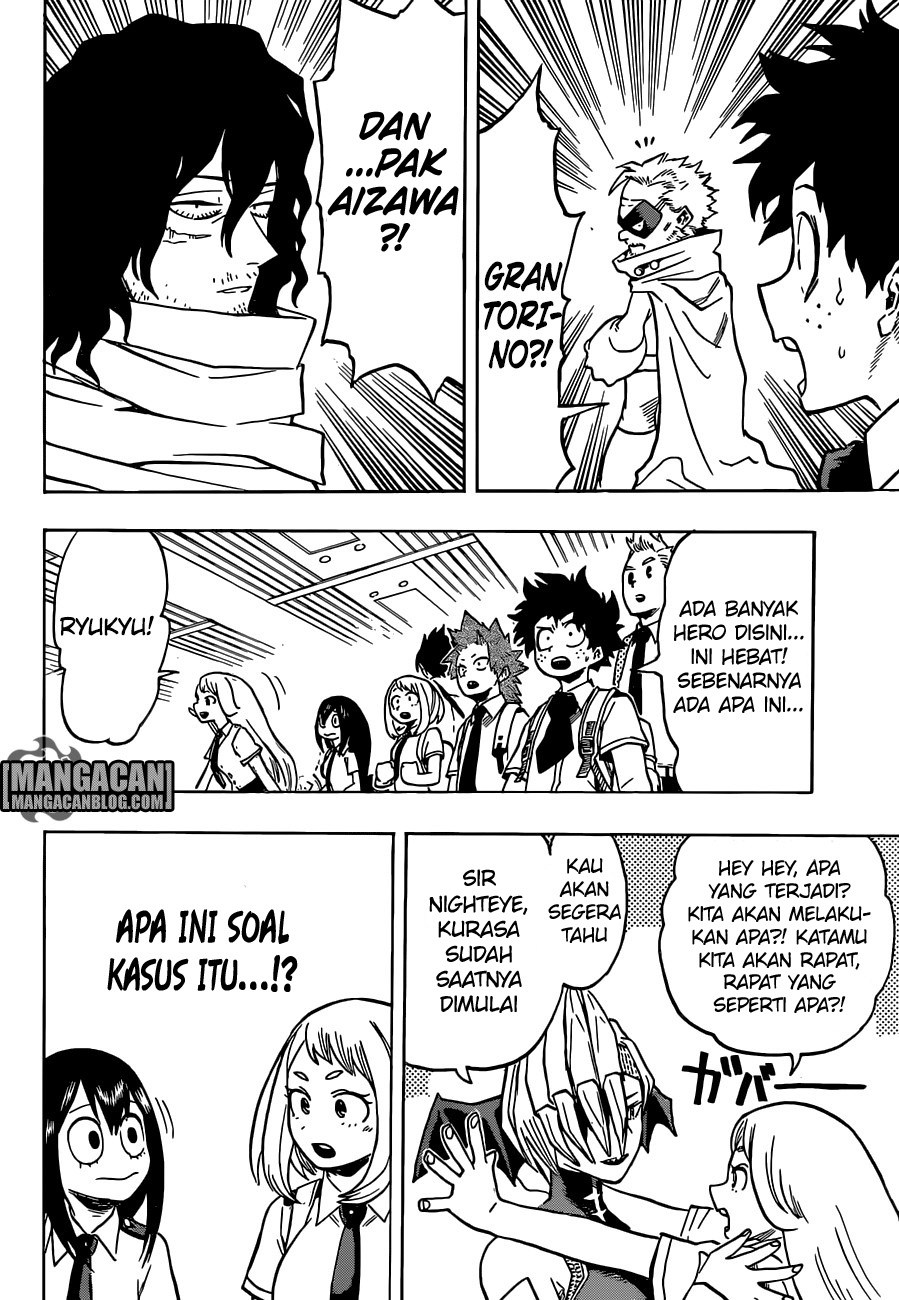 GRAN
TORI-
NO?!
DAN
...PAK
AIZAWA
?!
ADA BANYAK
HERO DISINI...
INI HEBAT!
SEBENARNYA
ADA APA INI...
RYUKYU!
MANGACAN
MANGACANBLOG.COM
HEY HEY, APA
YANG TERJADI?
KITA AKAN MELAKU-
KAN APA?! KATAMU
KITA AKAN RAPAT,
RAPAT YANG
SEPERTI APA?!
ガバ——
KAU
AKAN
SEGERA
TAHU
SIR
NIGHTEYE,
KURASA
SUDAH
SAATNYA
DIMULAI
APA INI SOAL
KASUS ITU...!?